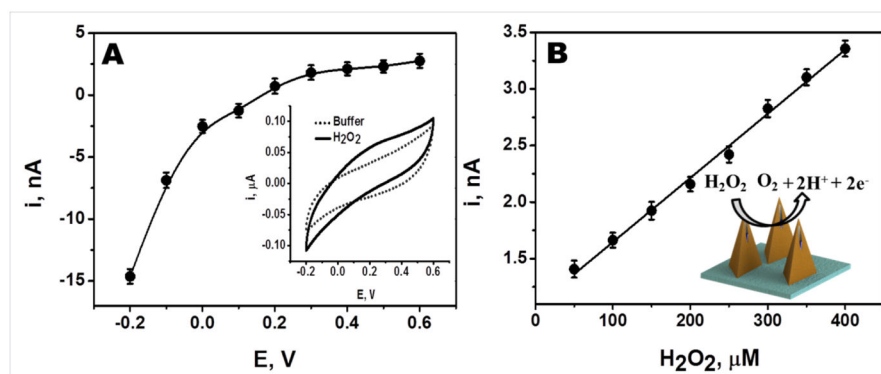 A
i, nA
5
0
-5
-10
-15
-0.2 0.0 0.2 0.4 0.6
E, V
Buffer
H₂O₂
i, µA
0.10
0.05
0.00
-0.05
-0.10
-0.2 0.0 0.2 0.4 0.6
E, V
B
i, nA
3.5
3.0
2.5
2.0
1.5
0 100 200 300 400
H₂O₂, µM
H₂O₂ O₂ + 2H⁺ + 2e⁻